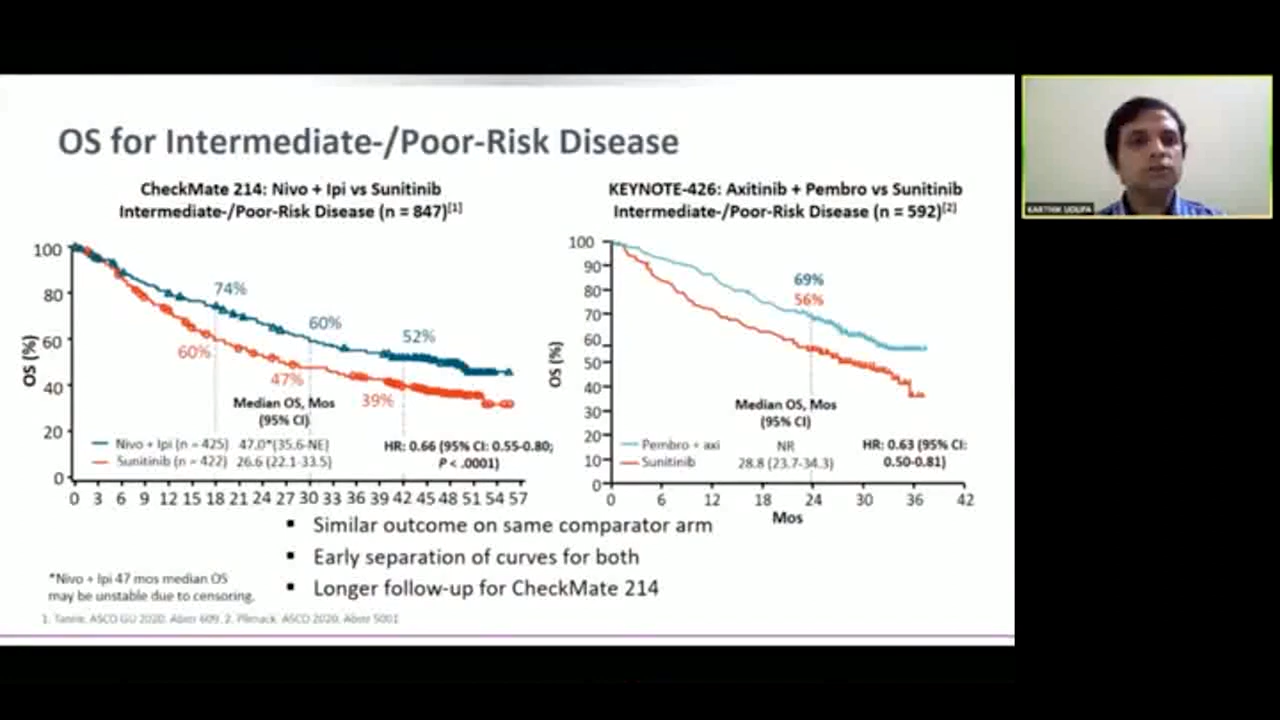 OS for Intermediate-/Poor-Risk Disease
CheckMate 214: Nivo + Ipi vs Sunitinib
Intermediate-/Poor-Risk Disease (n = 847)[1]
100
80
60
40
20
0
OS (%)
74%
60%
52%
60%
47%
39%
Median OS, Mos
(95% CI)
Nivo + Ipi (n = 425) 47.0*(35.6-NE)
Sunitinib (n = 422) 26.6 (22.1-33.5)
HR: 0.66 (95% CI: 0.55-0.80;
P < .0001)
0 3 6 9 12 15 18 21 24 27 30 33 36 39 42 45 48 51 54 57
KEYNOTE-426: Axitinib + Pembro vs Sunitinib
Intermediate-/Poor-Risk Disease (n = 592)[2]
100
90
80
70
60
50
40
30
20
10
0
OS (%)
69%
56%
Median OS, Mos
(95% CI)
Pembro + axi NR
Sunitinib 28.8 (23.7-34.3)
HR: 0.63 (95% CI:
0.50-0.81)
0 6 12 18 24 30 36 42
Mos
▪ Similar outcome on same comparator arm
▪ Early separation of curves for both
▪ Longer follow-up for CheckMate 214
*Nivo + Ipi 47 mos median OS
may be unstable due to censoring.
1. ASCO GU 2020. Abstr 609. 2. Plimack. ASCO 2020. Abstr 5001
KARTHIK UDUPA